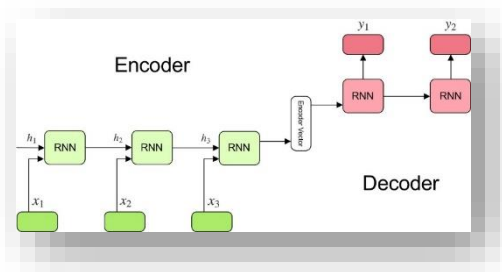 y₁ y₂
Encoder
Encoder Vector
RNN RNN
h₁ RNN h₂ RNN h₃ RNN
Decoder
x₁ x₂ x₃